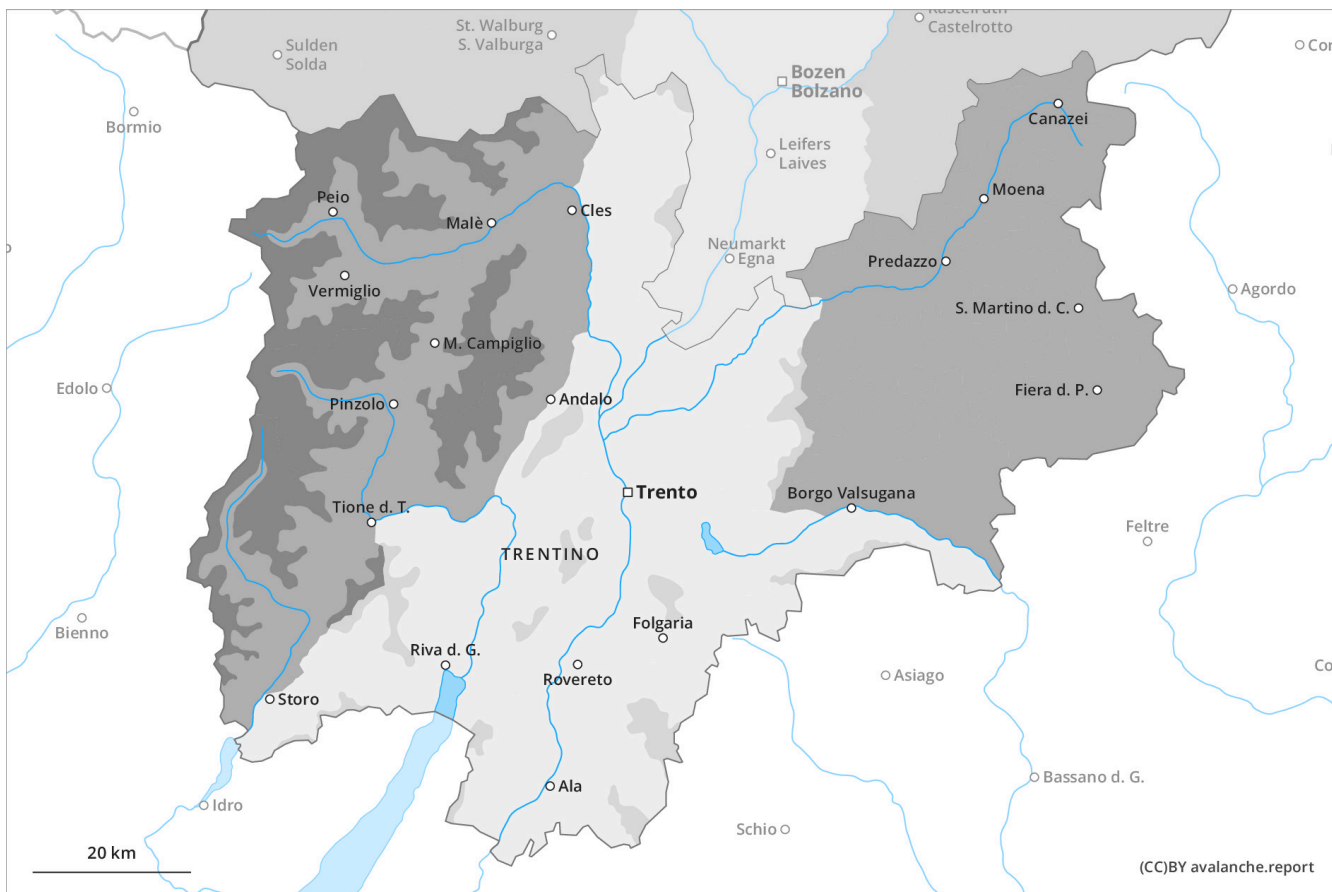 St. Walburg
S. Valburga
Kastelruth
Castelrotto
Sulden
Solda
Bozen
Bolzano
Bormio
Canazei
Leifers
Laives
Peio
Moena
Malè
Cles
Neumarkt
Egna
Predazzo
Vermiglio
Agordo
S. Martino d. C.
M. Campiglio
Edolo
Fiera d. P.
Pinzolo
Andalo
Trento
Borgo Valsugana
Tione d. T.
Feltre
TRENTINO
Bienno
Folgaria
Riva d. G.
Rovereto
Asiago
Storo
Bassano d. G.
Ala
Idro
Schio
20 km
(CC)BY avalanche.report